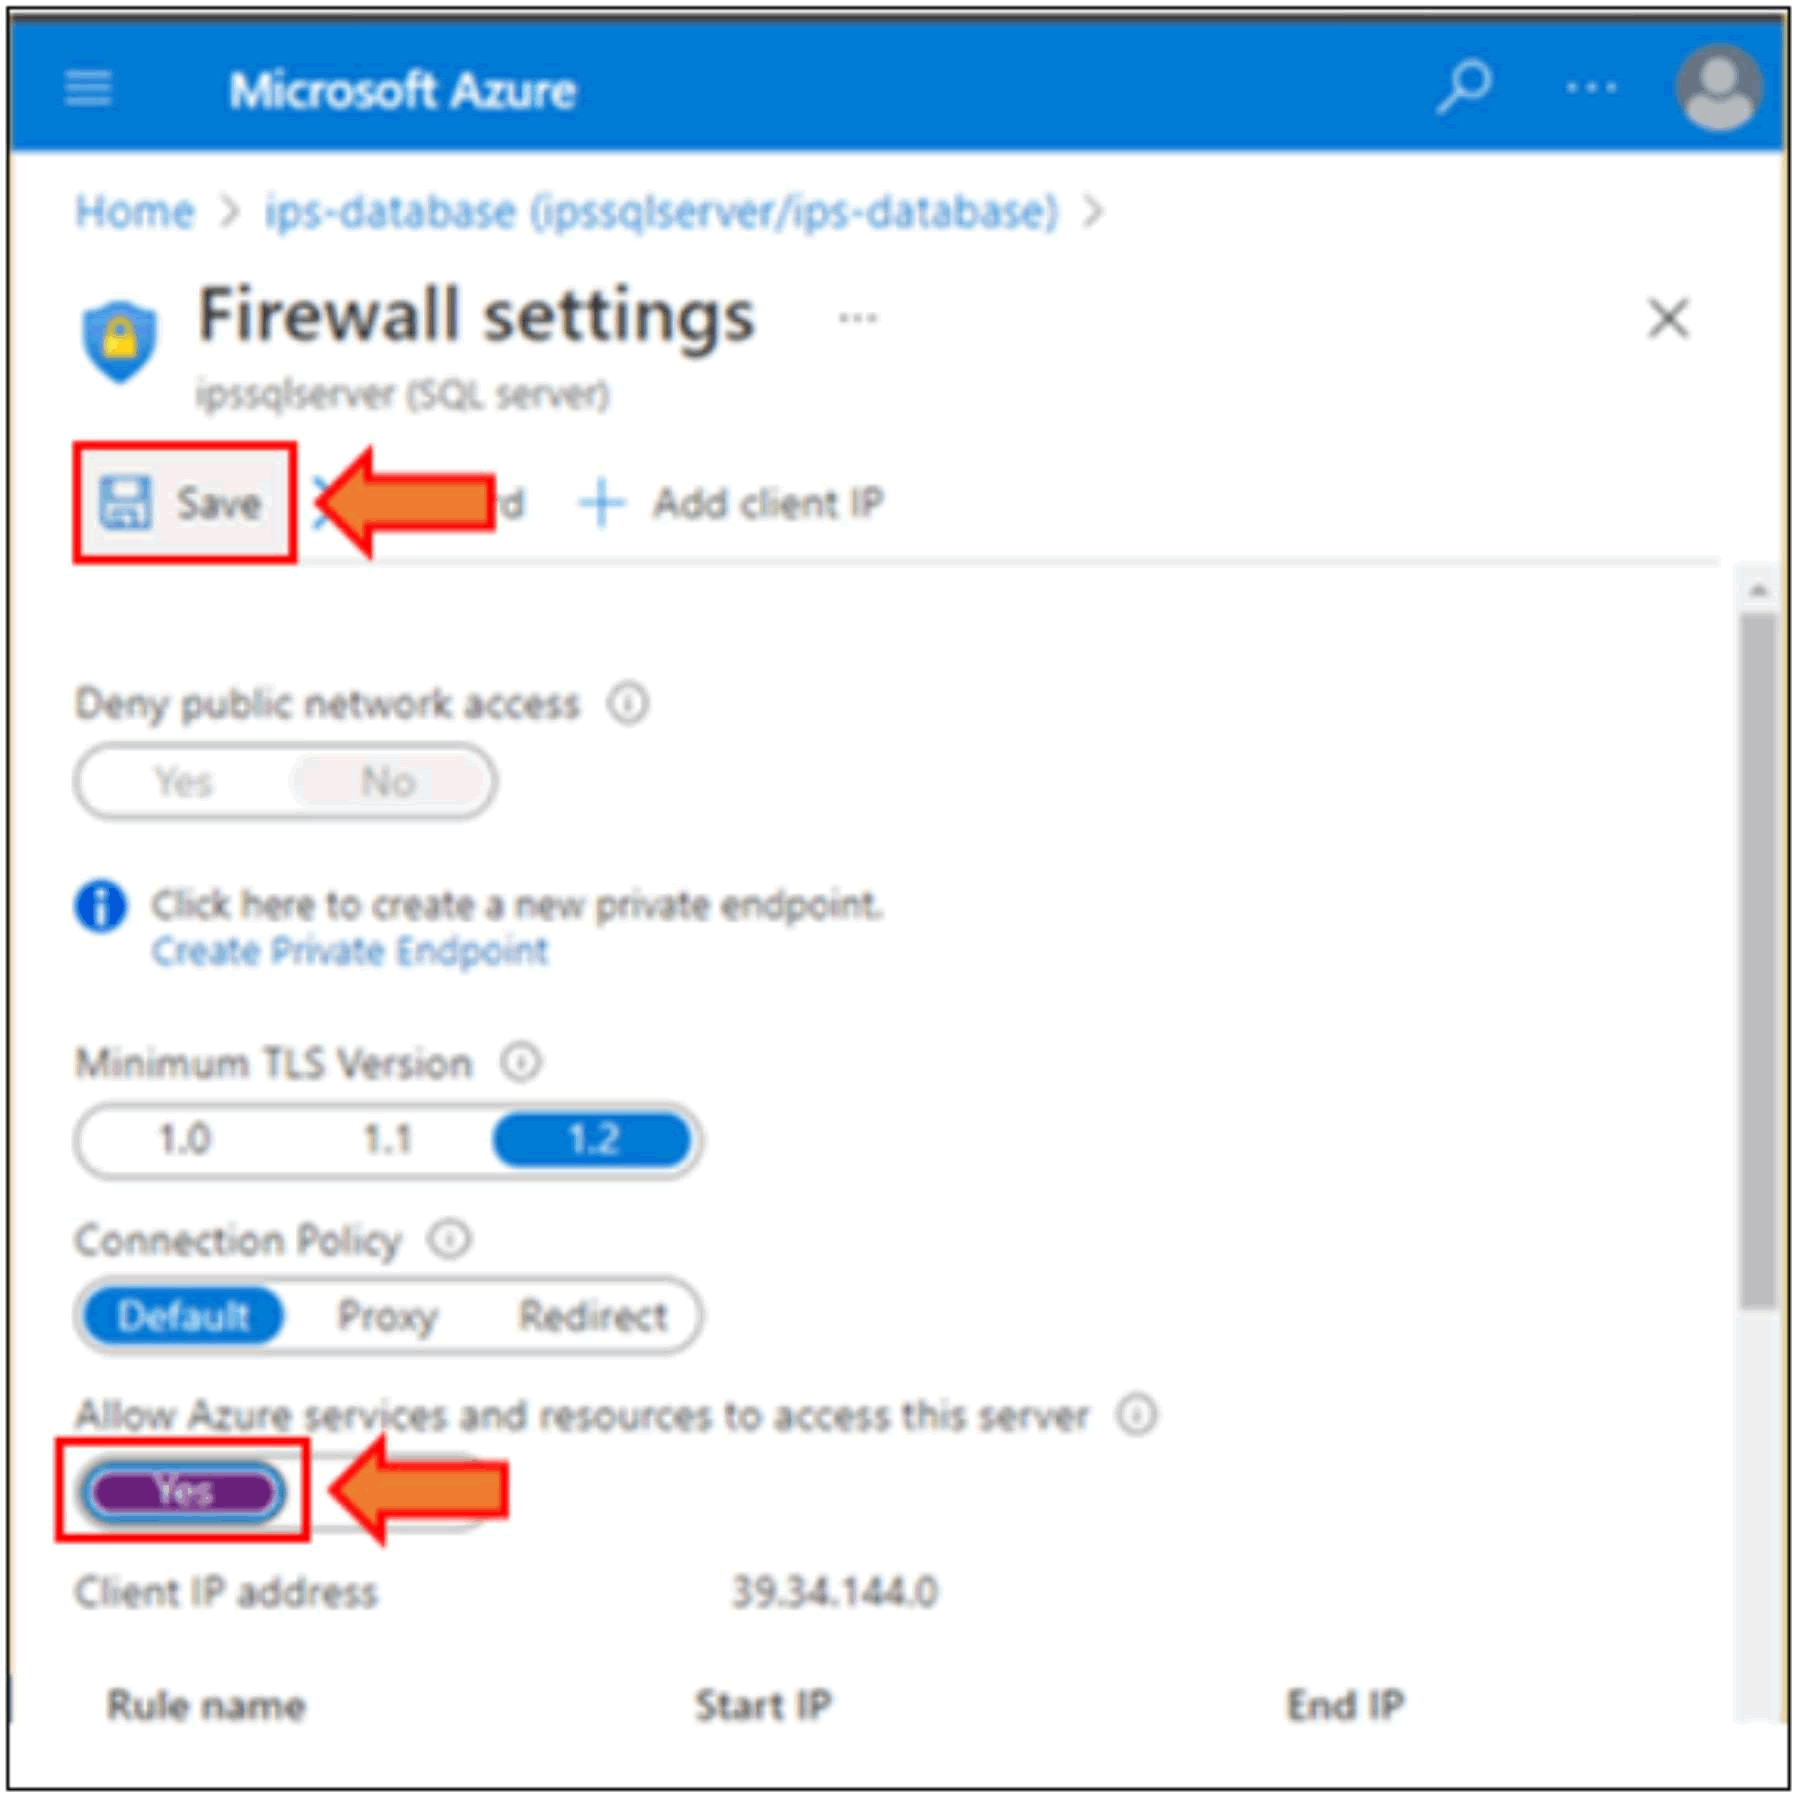 Microsoft Azure
Home > ips-database (ipssqlserver/ips-database) >
Firewall settings ...
ipssqlserver (SQL server)
Save d + Add client IP
Deny public network access
Yes No
Click here to create a new private endpoint.
Create Private Endpoint
Minimum TLS Version
1.0 1.1 1.2
Connection Policy
Default Proxy Redirect
Allow Azure services and resources to access this server
Yes
Client IP address 39.34.144.0
Rule name Start IP End IP